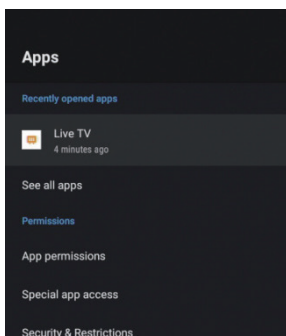 Apps
Recently opened apps
Live TV
4 minutes ago
See all apps
Permissions
App permissions
Special app access
Security & Restrictions